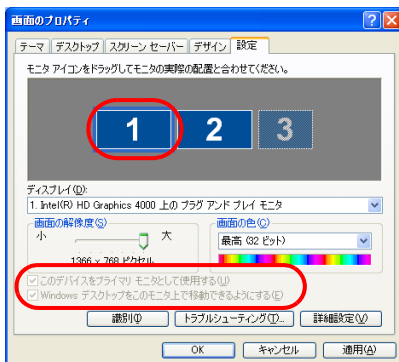 画面のプロパティ
テーマ デスクトップ スクリーン セーバー デザイン 設定
モニタ アイコンをドラッグしてモニタの実際の配置と合わせてください。
1 2 3
ディスプレイ(D):
1. Intel(R) HD Graphics 4000 上の プラグ アンド プレイ モニタ
画面の解像度(S) 画面の色(C)
小 大 最高 (32 ビット)
1366 x 768 ピクセル
このデバイスをプライマリ モニタとして使用する(U)
Windows デスクトップをこのモニタ上で移動できるようにする(E)
識別(I) トラブルシューティング(T)... 詳細設定(V)
OK キャンセル 適用(A)